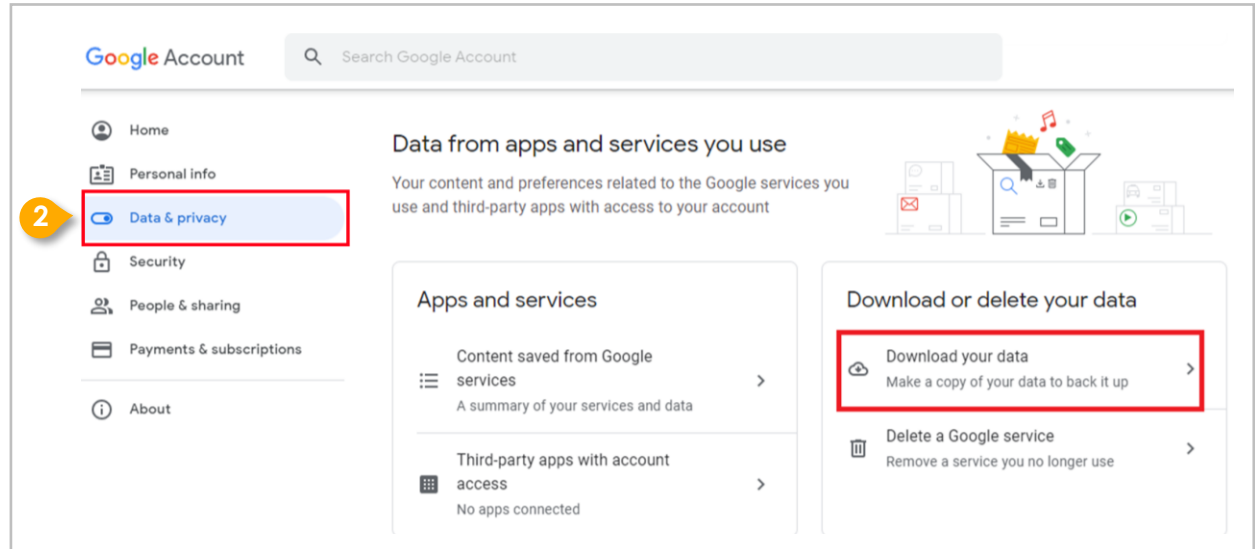 Google Account
Search Google Account
Home
Personal info
2
Data & privacy
Security
People & sharing
Payments & subscriptions
About
Data from apps and services you use
Your content and preferences related to the Google services you
use and third-party apps with access to your account
Apps and services
Content saved from Google
services
A summary of your services and data
Third-party apps with account
access
No apps connected
Download or delete your data
Download your data
Make a copy of your data to back it up
Delete a Google service
Remove a service you no longer use